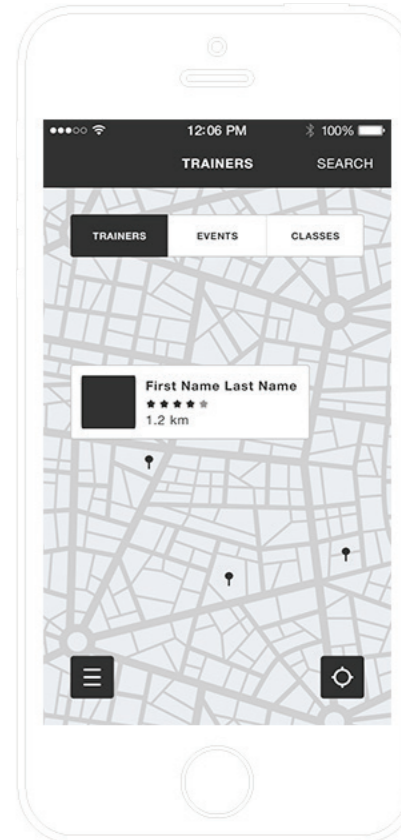 12:06 PM 100%
TRAINERS SEARCH
TRAINERS EVENTS CLASSES
First Name Last Name
1.2 km